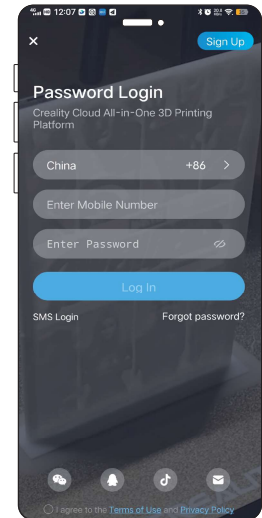 12:07
Sign Up
Password Login
Creality Cloud All-in-One 3D Printing
Platform
China +86
Enter Mobile Number
Enter Password
Log In
SMS Login Forgot password?
I agree to the Terms of Use and Privacy Policy